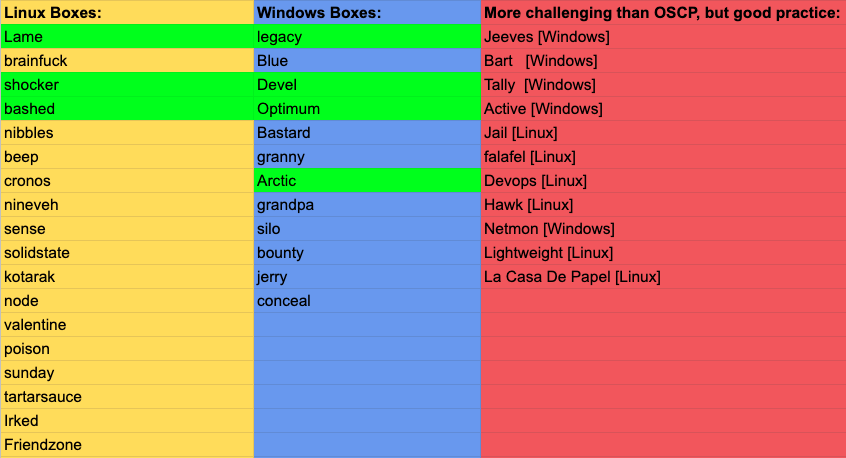 Linux Boxes: Windows Boxes: More challenging than OSCP, but good practice:
Lame legacy Jeeves [Windows]
brainfuck Blue Bart [Windows]
shocker Devel Tally [Windows]
bashed Optimum Active [Windows]
nibbles Bastard Jail [Linux]
beep granny falafel [Linux]
cronos Arctic Devops [Linux]
nineveh grandpa Hawk [Linux]
sense silo Netmon [Windows]
solidstate bounty Lightweight [Linux]
kotarak jerry La Casa De Papel [Linux]
node conceal
valentine
poison
sunday
tartarsauce
Irked
Friendzone